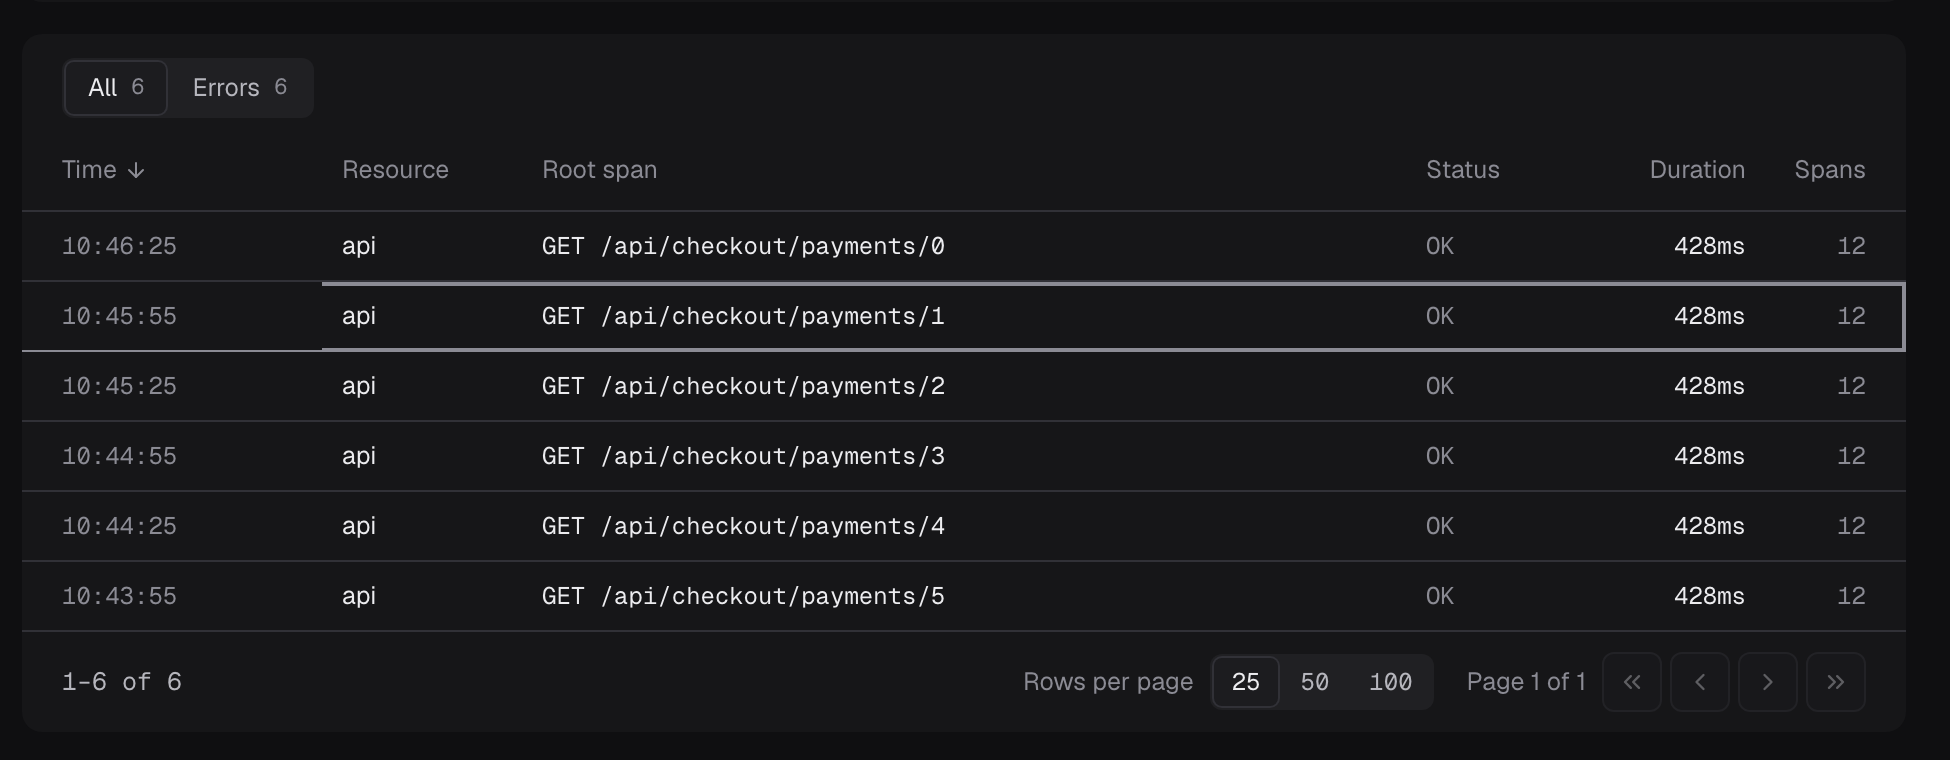 All 6 Errors 6
Time ↓ Resource Root span Status Duration Spans
10:46:25 api GET /api/checkout/payments/0 OK 428ms 12
10:45:55 api GET /api/checkout/payments/1 OK 428ms 12
10:45:25 api GET /api/checkout/payments/2 OK 428ms 12
10:44:55 api GET /api/checkout/payments/3 OK 428ms 12
10:44:25 api GET /api/checkout/payments/4 OK 428ms 12
10:43:55 api GET /api/checkout/payments/5 OK 428ms 12
1-6 of 6 Rows per page 25 50 100 Page 1 of 1